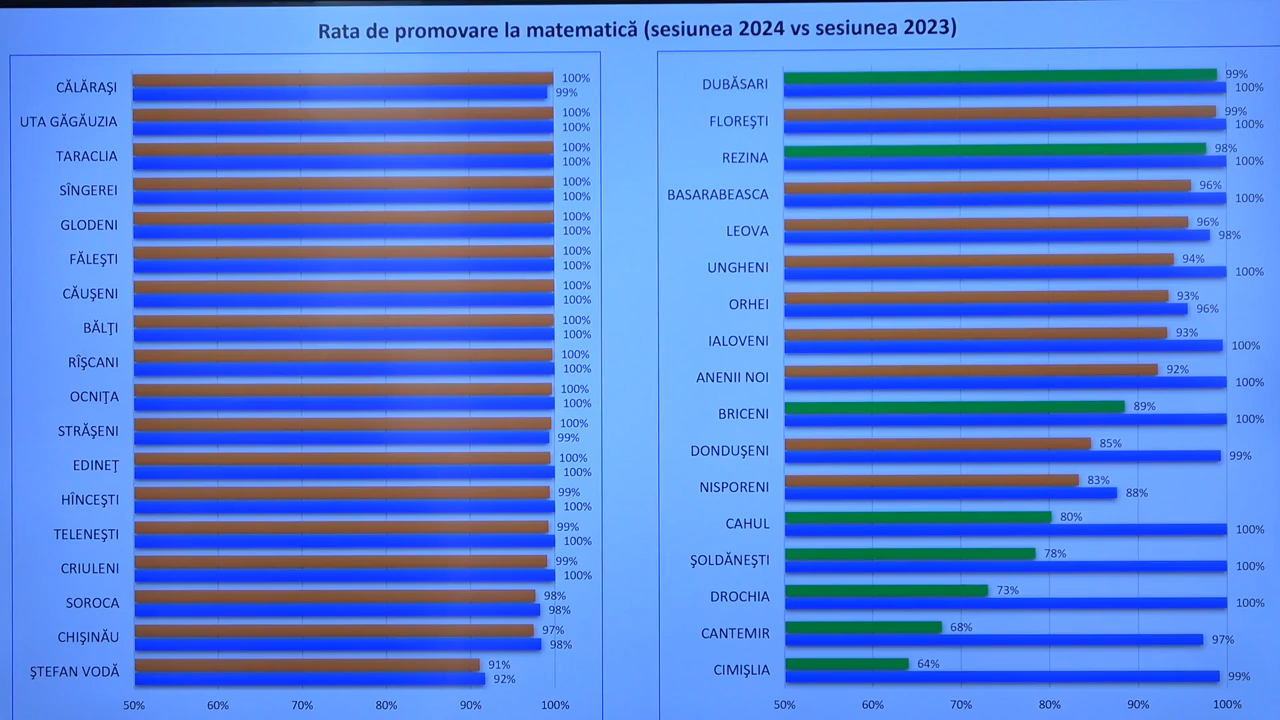 Rata de promovare la matematică (sesiunea 2024 vs sesiunea 2023)
CĂLĂRAŞI 100% 99%
UTA GĂGĂUZIA 100% 100%
TARACLIA 100% 100%
SÎNGEREI 100% 100%
GLODENI 100% 100%
FĂLEŞTI 100% 100%
CĂUŞENI 100% 100%
BĂLŢI 100% 100%
RÎŞCANI 100% 100%
OCNIŢA 100% 100%
STRĂŞENI 100% 99%
EDINEŢ 100% 100%
HÎNCEŞTI 99% 100%
TELENEŞTI 99% 100%
CRIULENI 99% 100%
SOROCA 98% 98%
CHIŞINĂU 97% 98%
ŞTEFAN VODĂ 91% 92%
50% 60% 70% 80% 90% 100%
DUBĂSARI 99% 100%
FLOREŞTI 99% 100%
REZINA 98% 100%
BASARABEASCA 96% 100%
LEOVA 96% 98%
UNGHENI 94% 100%
ORHEI 93% 96%
IALOVENI 93% 100%
ANENII NOI 92% 100%
BRICENI 89% 100%
DONDUŞENI 85% 99%
NISPORENI 83% 88%
CAHUL 80% 100%
ŞOLDĂNEŞTI 78% 100%
DROCHIA 73% 100%
CANTEMIR 68% 97%
CIMIŞLIA 64% 99%
50% 60% 70% 80% 90% 100%